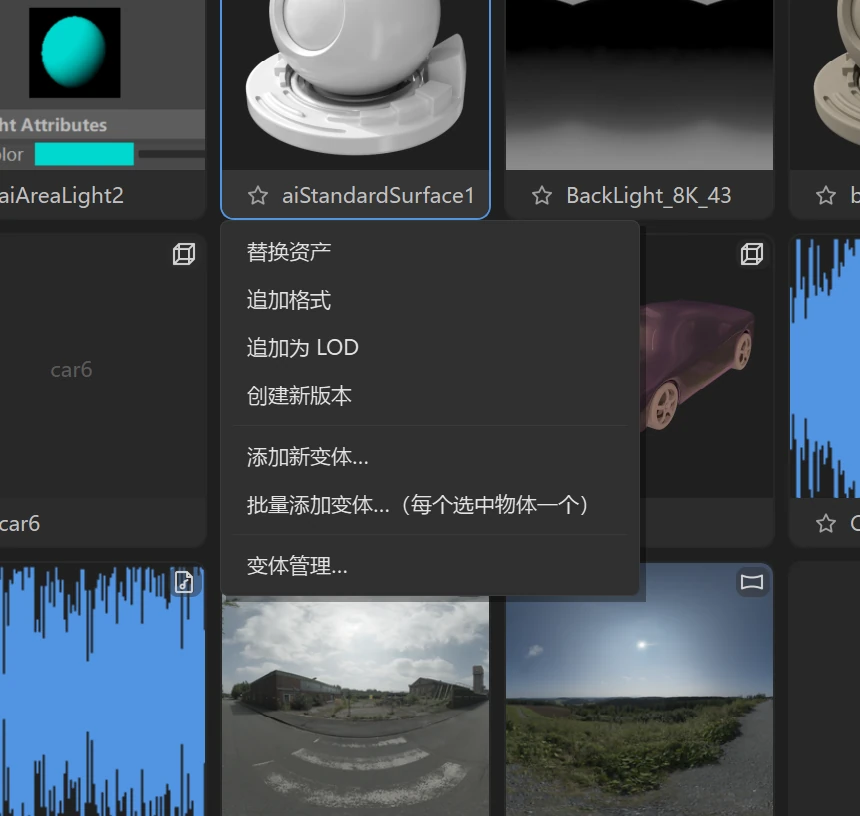 ht Attributes
olor
aiAreaLight2
aiStandardSurface1
BackLight_8K_43
b
替换资产
追加格式
追加为 LOD
创建新版本
添加新变体...
批量添加变体...（每个选中物体一个）
变体管理...
car6
car6
C